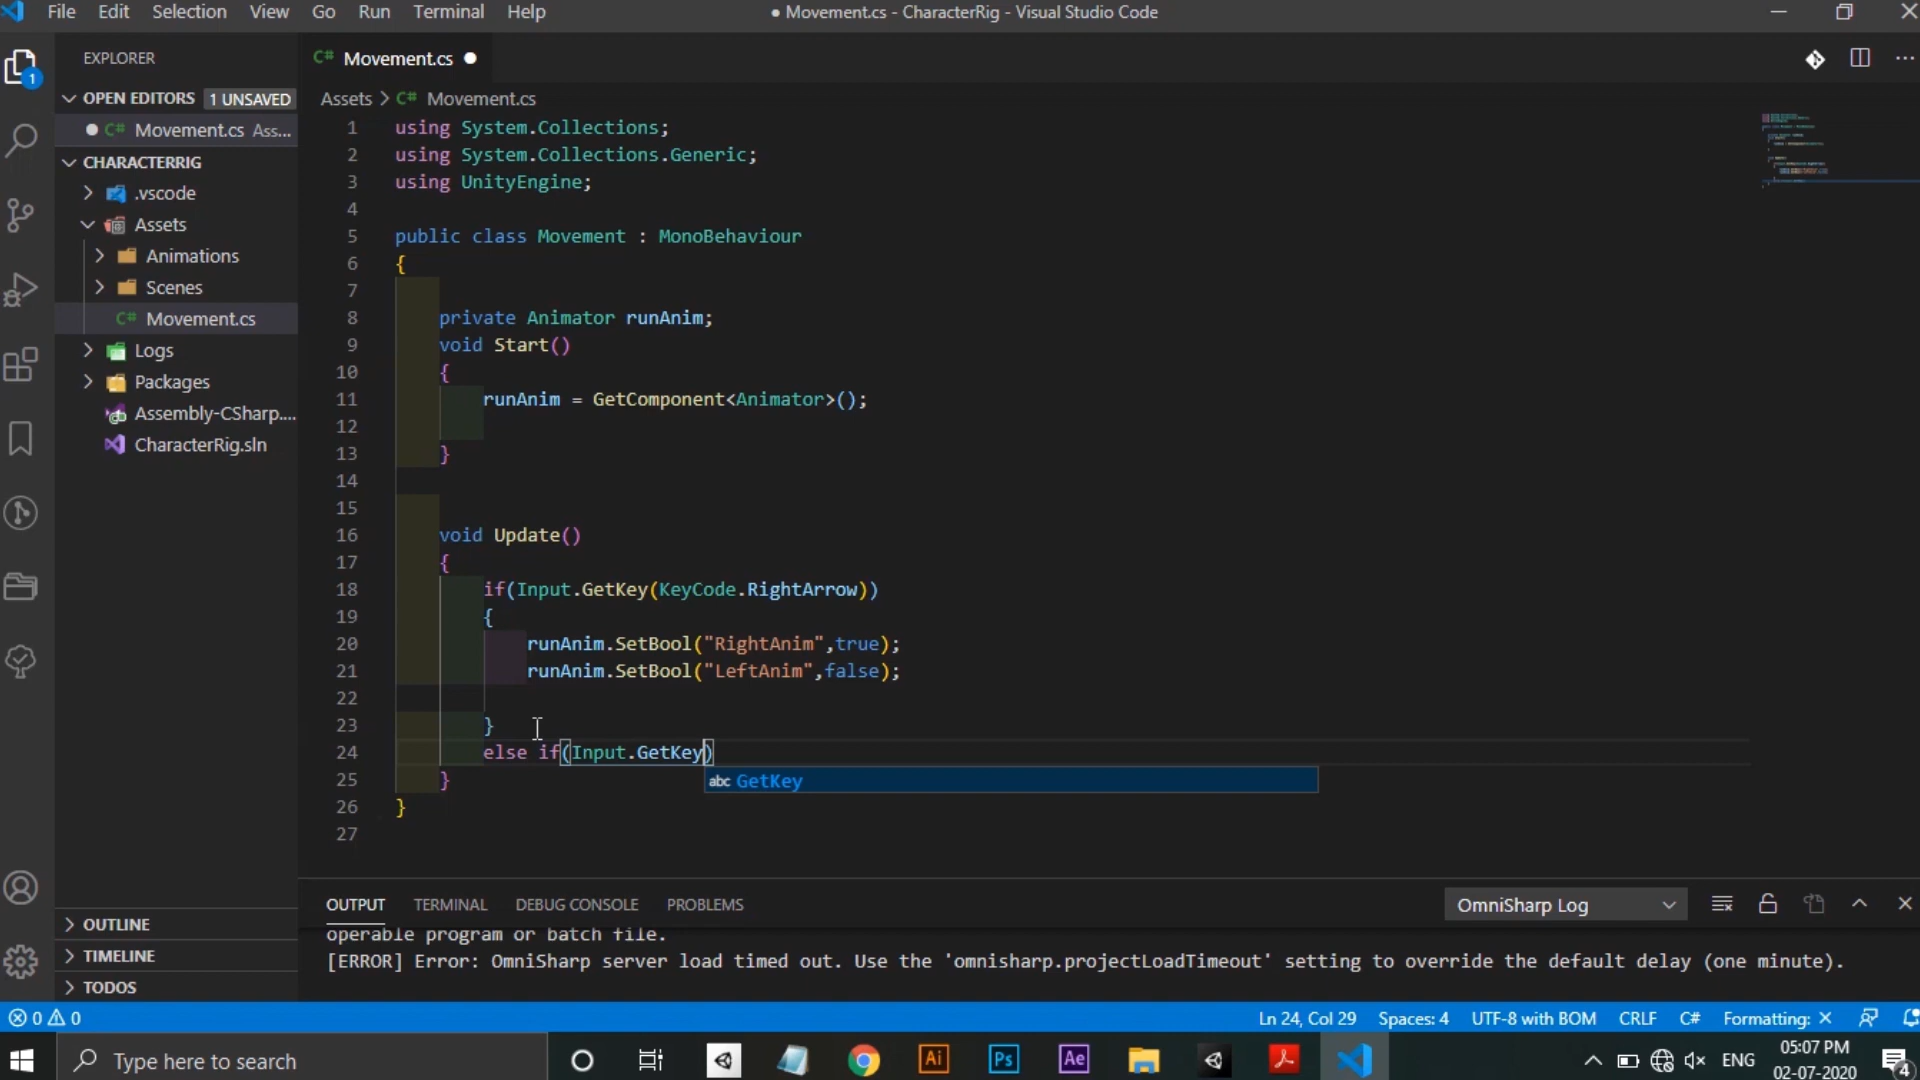 File Edit Selection View Go Run Terminal Help
● Movement.cs - CharacterRig - Visual Studio Code
EXPLORER
OPEN EDITORS 1 UNSAVED
C# Movement.cs Ass...
CHARACTERRIG
.vscode
Assets
Animations
Scenes
C# Movement.cs
Logs
Packages
Assembly-CSharp....
CharacterRig.sln
OUTLINE
TIMELINE
TODOS
1
C# Movement.cs
Assets > C# Movement.cs
1 using System.Collections;
2 using System.Collections.Generic;
3 using UnityEngine;
4
5 public class Movement : MonoBehaviour
6 {
7
8 private Animator runAnim;
9 void Start()
10 {
11 runAnim = GetComponent<Animator>();
12
13 }
14
15
16 void Update()
17 {
18 if(Input.GetKey(KeyCode.RightArrow))
19 {
20 runAnim.SetBool("RightAnim",true);
21 runAnim.SetBool("LeftAnim",false);
22
23 }
24 else if(Input.GetKey)
abc GetKey
25 }
26 }
27
OUTPUT TERMINAL DEBUG CONSOLE PROBLEMS
OmniSharp Log
operable program or batch file.
[ERROR] Error: OmniSharp server load timed out. Use the 'omnisharp.projectLoadTimeout' setting to override the default delay (one minute).
0 0
Ln 24, Col 29 Spaces: 4 UTF-8 with BOM CRLF C# Formatting: ×
Type here to search
Ai Ps Ae
ENG
05:07 PM
02-07-2020
4